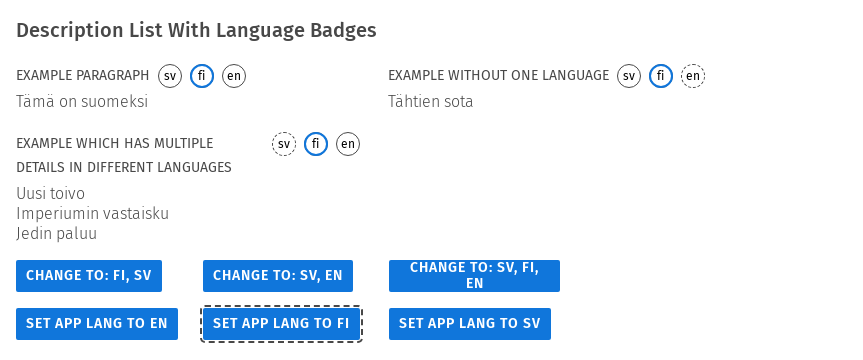 Description List With Language Badges
EXAMPLE PARAGRAPH sv fi en
Tämä on suomeksi
EXAMPLE WITHOUT ONE LANGUAGE sv fi en
Tähtien sota
EXAMPLE WHICH HAS MULTIPLE DETAILS IN DIFFERENT LANGUAGES sv fi en
Uusi toivo
Imperiumin vastaisku
Jedin paluu
CHANGE TO: FI, SV
CHANGE TO: SV, EN
CHANGE TO: SV, FI,
EN
SET APP LANG TO EN
SET APP LANG TO FI
SET APP LANG TO SV